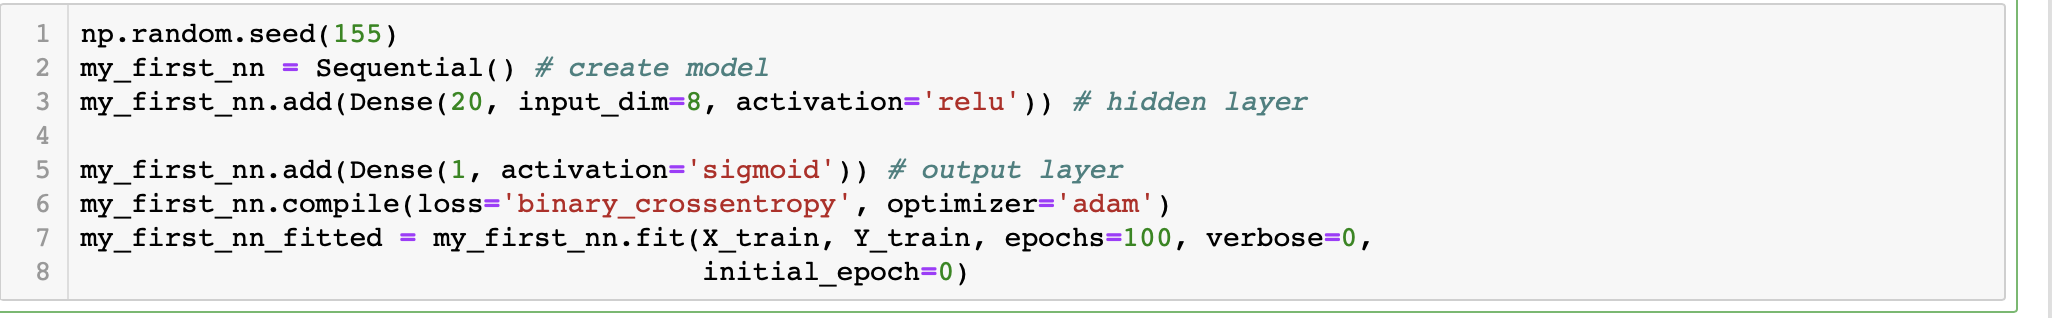 1 np.random.seed(155)
2 my_first_nn = Sequential() # create model
3 my_first_nn.add(Dense(20, input_dim=8, activation='relu')) # hidden layer
4
5 my_first_nn.add(Dense(1, activation='sigmoid')) # output layer
6 my_first_nn.compile(loss='binary_crossentropy', optimizer='adam')
7 my_first_nn_fitted = my_first_nn.fit(X_train, Y_train, epochs=100, verbose=0,
8                                      initial_epoch=0)